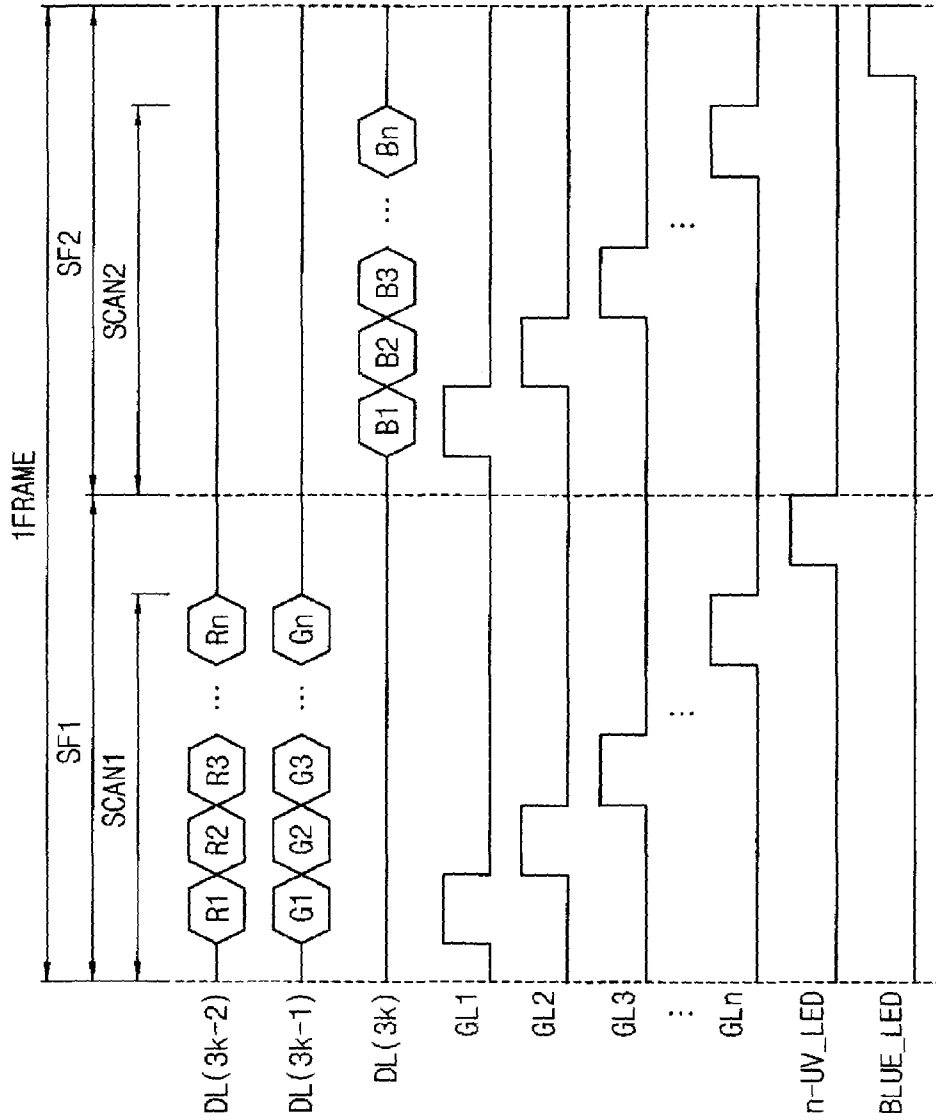 1FRAME
SF1 SF2
SCAN1 SCAN2
DL(3k-2) R1 R2 R3 ... Rn
DL(3k-1) G1 G2 G3 ... Gn
DL(3k) B1 B2 B3 ... Bn
GL1
GL2
GL3
... ... ...
GLn
n-UV_LED
BLUE_LED